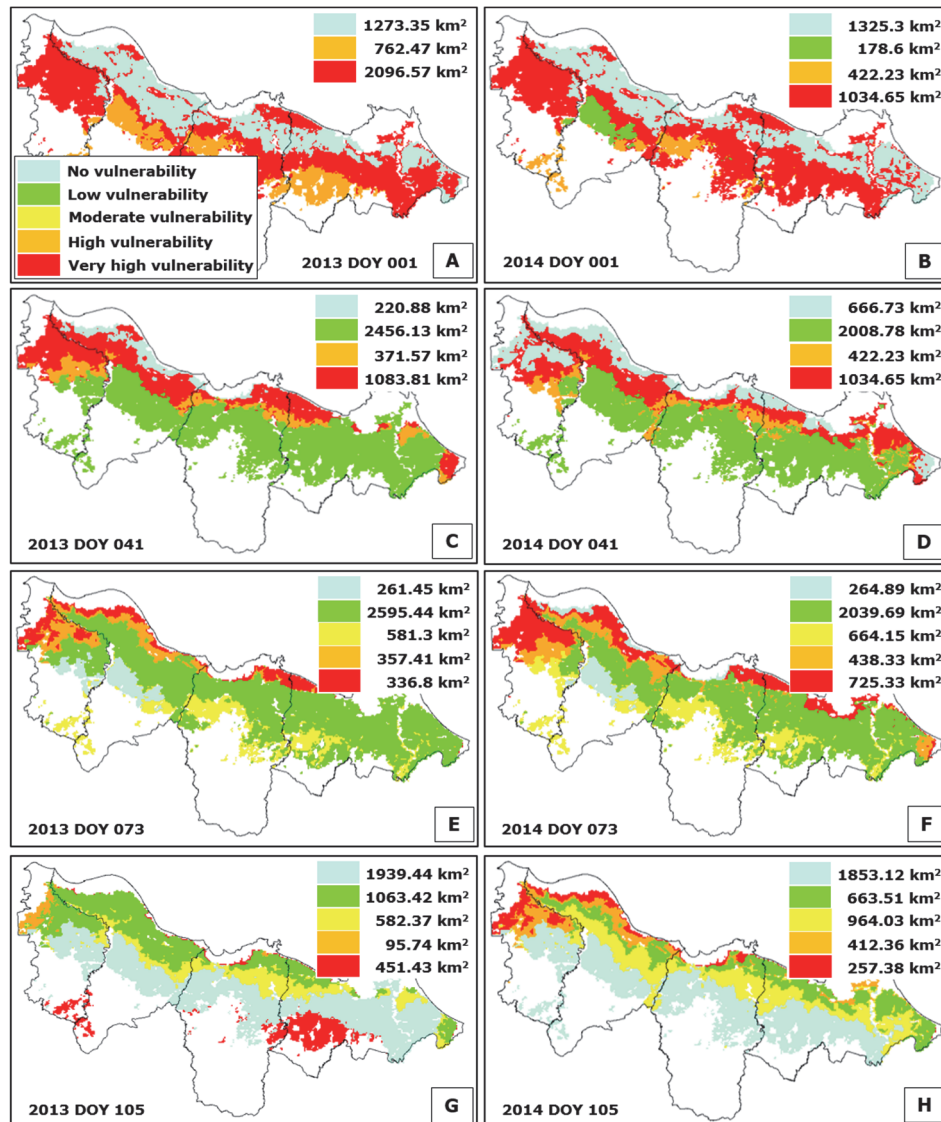 1273.35 km²
762.47 km²
2096.57 km²
No vulnerability
Low vulnerability
Moderate vulnerability
High vulnerability
Very high vulnerability
2013 DOY 001
A
1325.3 km²
178.6 km²
422.23 km²
1034.65 km²
2014 DOY 001
B
220.88 km²
2456.13 km²
371.57 km²
1083.81 km²
2013 DOY 041
C
666.73 km²
2008.78 km²
422.23 km²
1034.65 km²
2014 DOY 041
D
261.45 km²
2595.44 km²
581.3 km²
357.41 km²
336.8 km²
2013 DOY 073
E
264.89 km²
2039.69 km²
664.15 km²
438.33 km²
725.33 km²
2014 DOY 073
F
1939.44 km²
1063.42 km²
582.37 km²
95.74 km²
451.43 km²
2013 DOY 105
G
1853.12 km²
663.51 km²
964.03 km²
412.36 km²
257.38 km²
2014 DOY 105
H